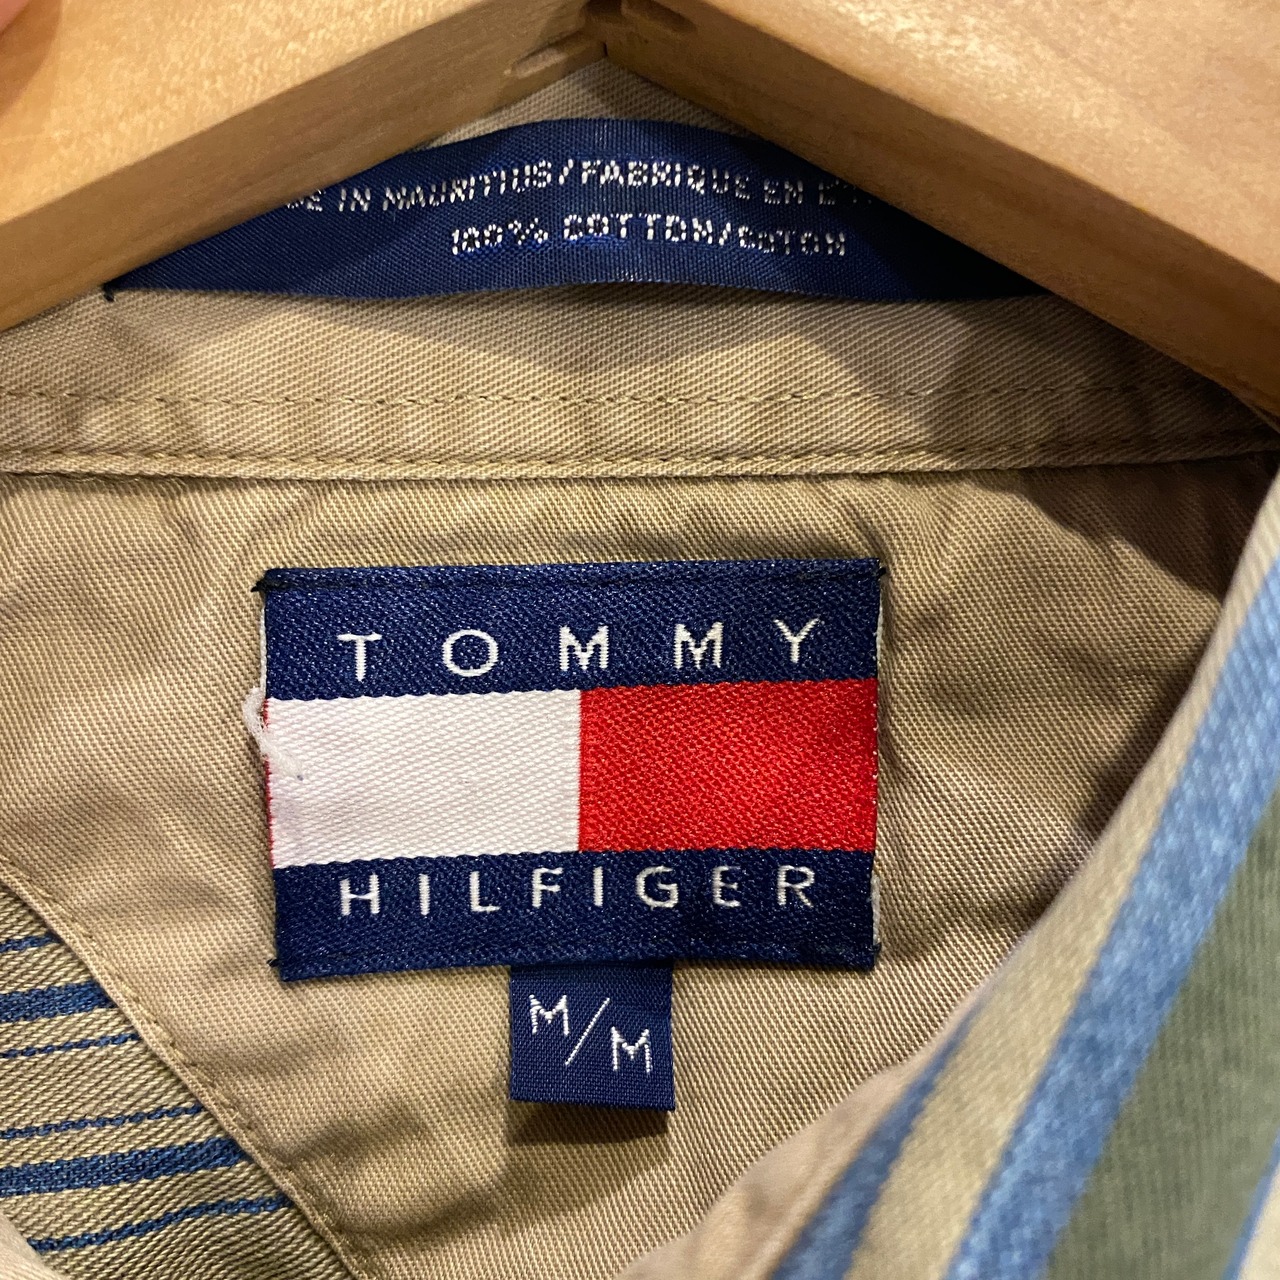 IN MAURITIUS/FABRIQUE EN
100% COTTON/COTON
TOMMY
HILFIGER
M/M